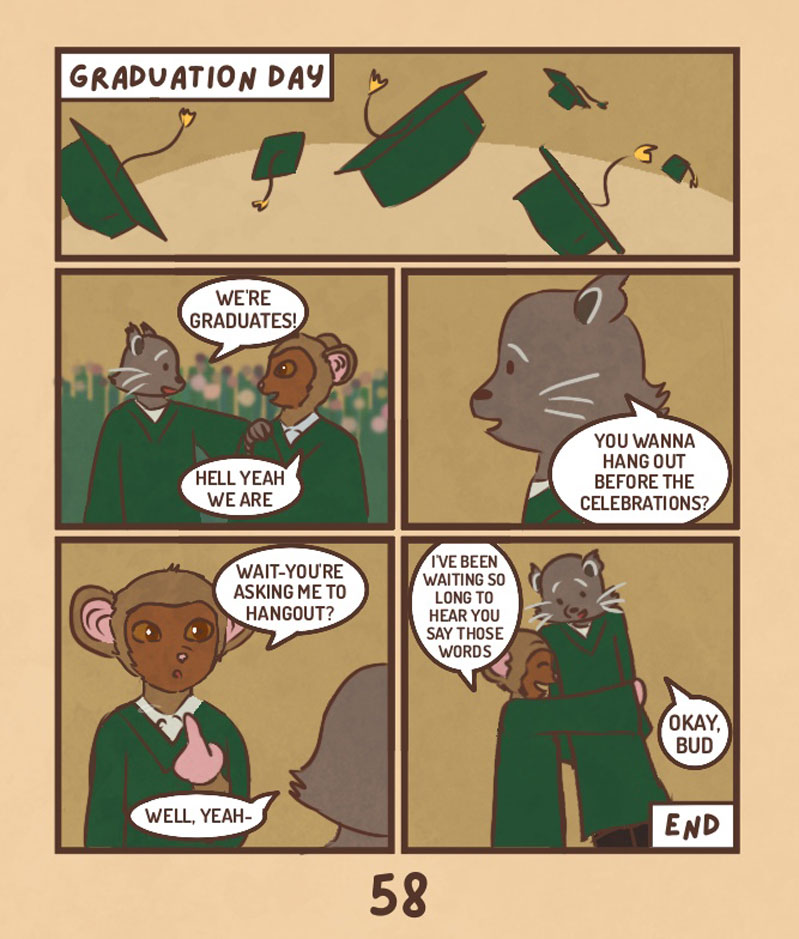 GRADUATION DAY
WE'RE
GRADUATES!
HELL YEAH
WE ARE
YOU WANNA
HANG OUT
BEFORE THE
CELEBRATIONS?
WAIT-YOU'RE
ASKING ME TO
HANGOUT?
WELL, YEAH-
I'VE BEEN
WAITING SO
LONG TO
HEAR YOU
SAY THOSE
WORDS
OKAY,
BUD
END
58